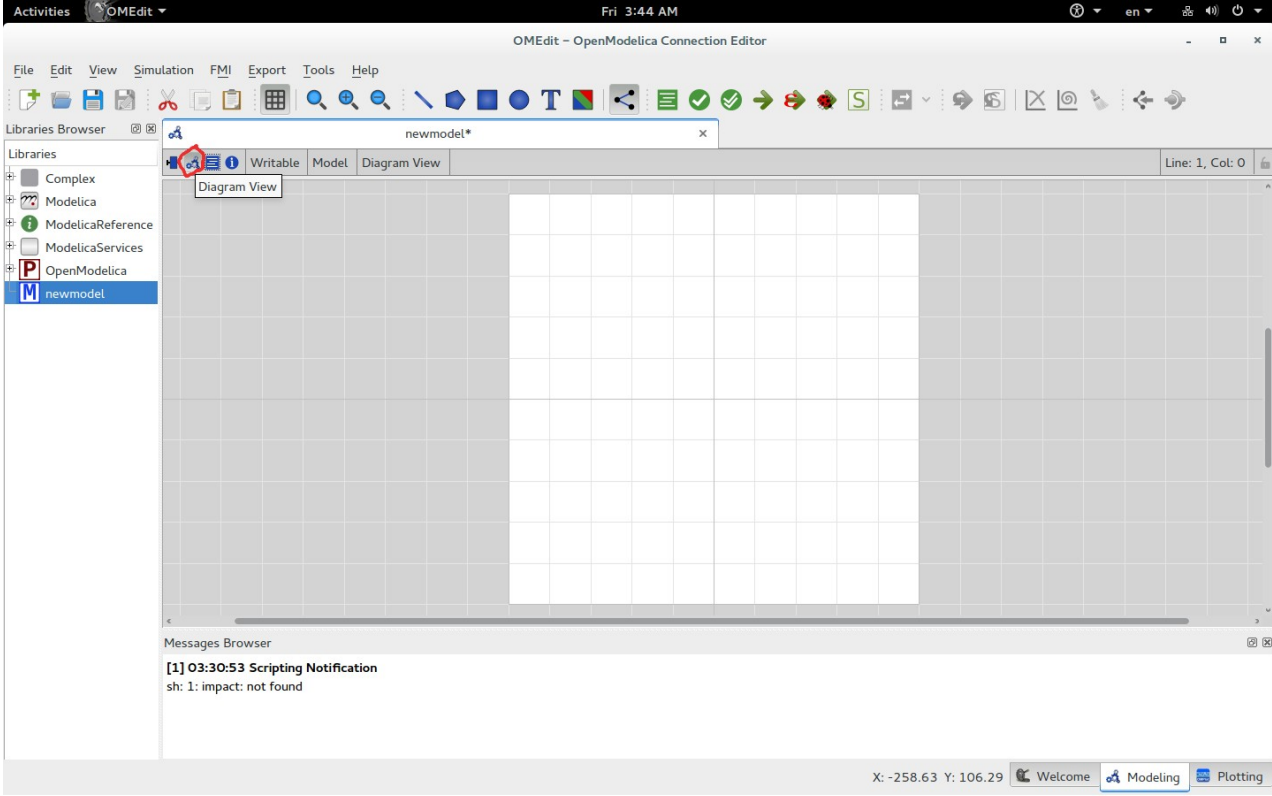 Activities OMEdit Fri 3:44 AM en
OMEdit – OpenModelica Connection Editor
File Edit View Simulation FMI Export Tools Help
T S
Libraries Browser newmodel*
Libraries Writable Model Diagram View Line: 1, Col: 0
Diagram View
Complex
Modelica
ModelicaReference
ModelicaServices
P OpenModelica
M newmodel
Messages Browser
[1] 03:30:53 Scripting Notification
sh: 1: impact: not found
X: -258.63 Y: 106.29 Welcome Modeling Plotting